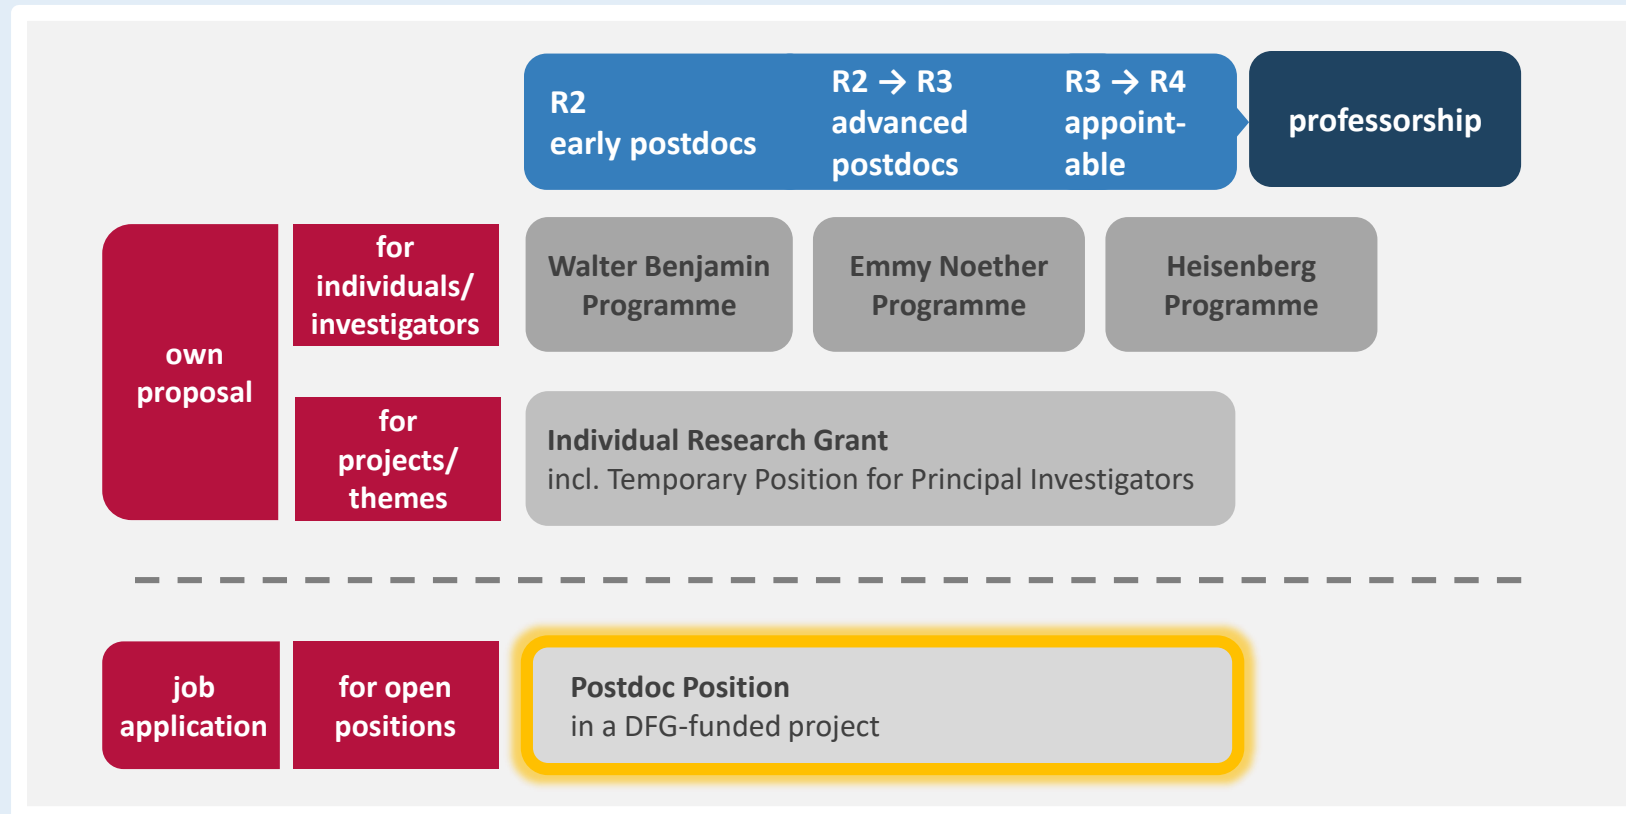 R2
early postdocs
R2 → R3
advanced
postdocs
R3 → R4
appoint-
able
professorship
own
proposal
for
individuals/
investigators
Walter Benjamin
Programme
Emmy Noether
Programme
Heisenberg
Programme
for
projects/
themes
Individual Research Grant
incl. Temporary Position for Principal Investigators
job
application
for open
positions
Postdoc Position
in a DFG-funded project